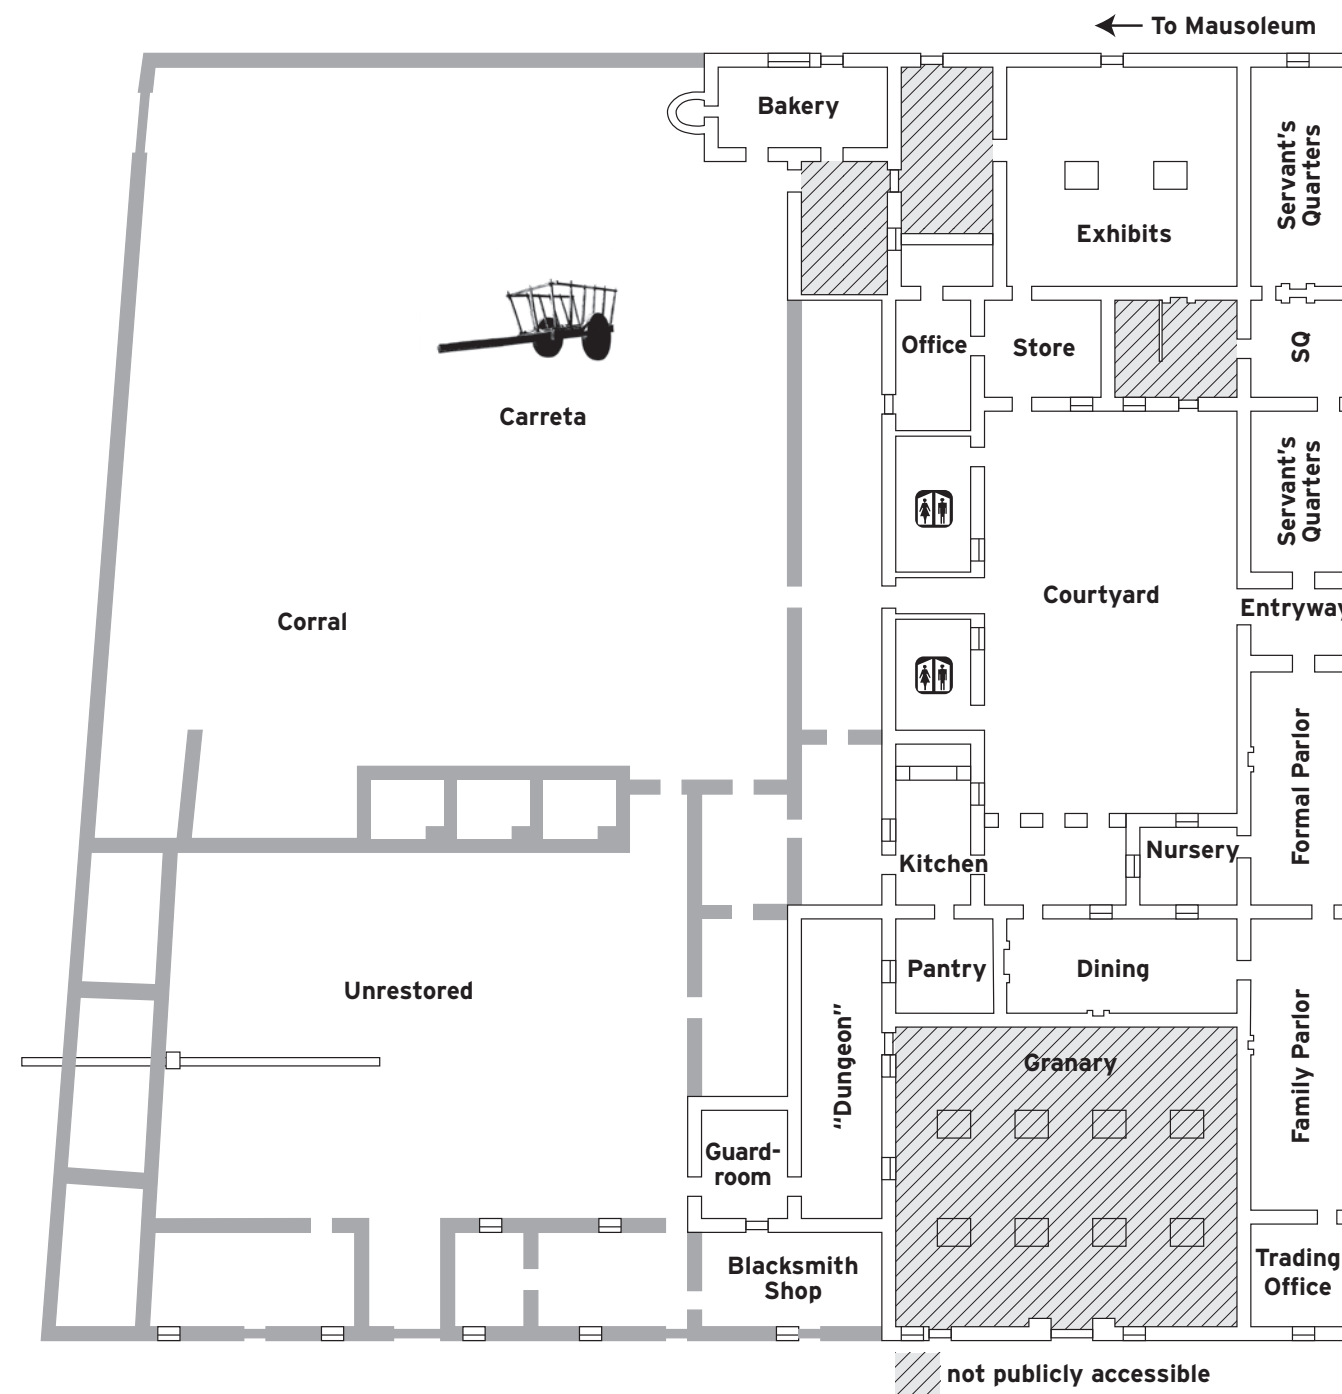 To Mausoleum
Bakery
Servant's
Quarters
Exhibits
Office
Store
SQ
Carreta
Servant's
Quarters
Courtyard
Entryway
Corral
Formal Parlor
Nursery
Kitchen
Pantry
Dining
Unrestored
"Dungeon"
Family Parlor
Granary
Guard-
room
Blacksmith
Shop
Trading
Office
not publicly accessible